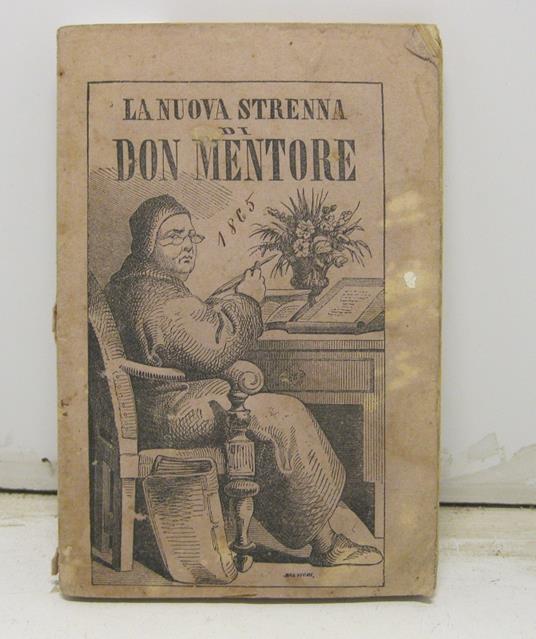 LA NUOVA STRENNA
DI
DON MENTORE
1865